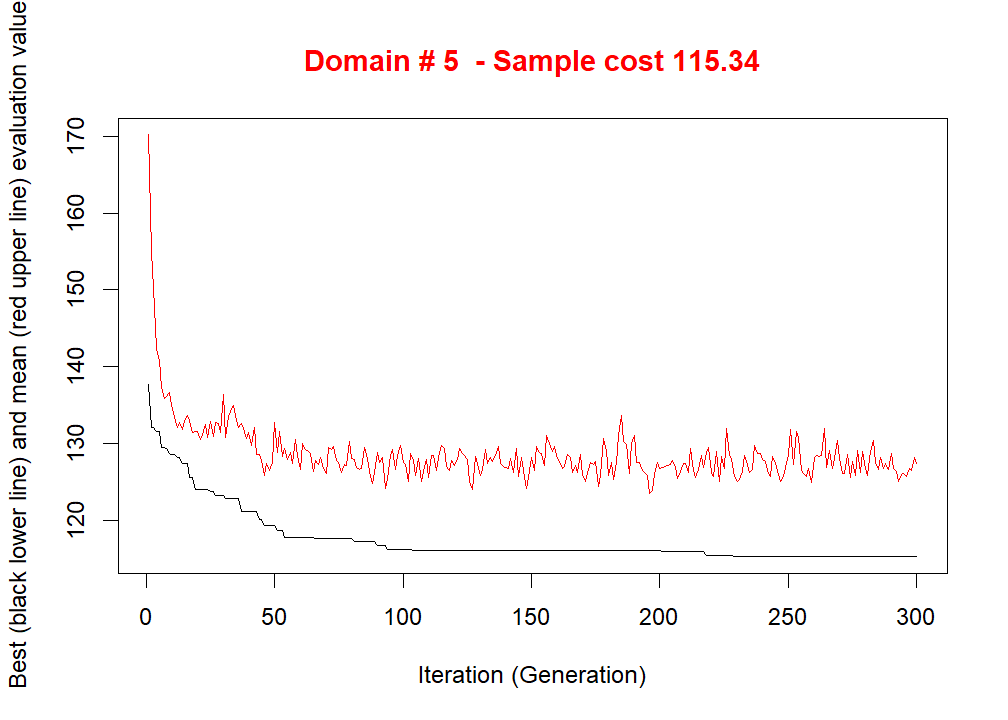 Domain # 5  - Sample cost 115.34
Best (black lower line) and mean (red upper line) evaluation value
170
160
150
140
130
120
0 50 100 150 200 250 300
Iteration (Generation)